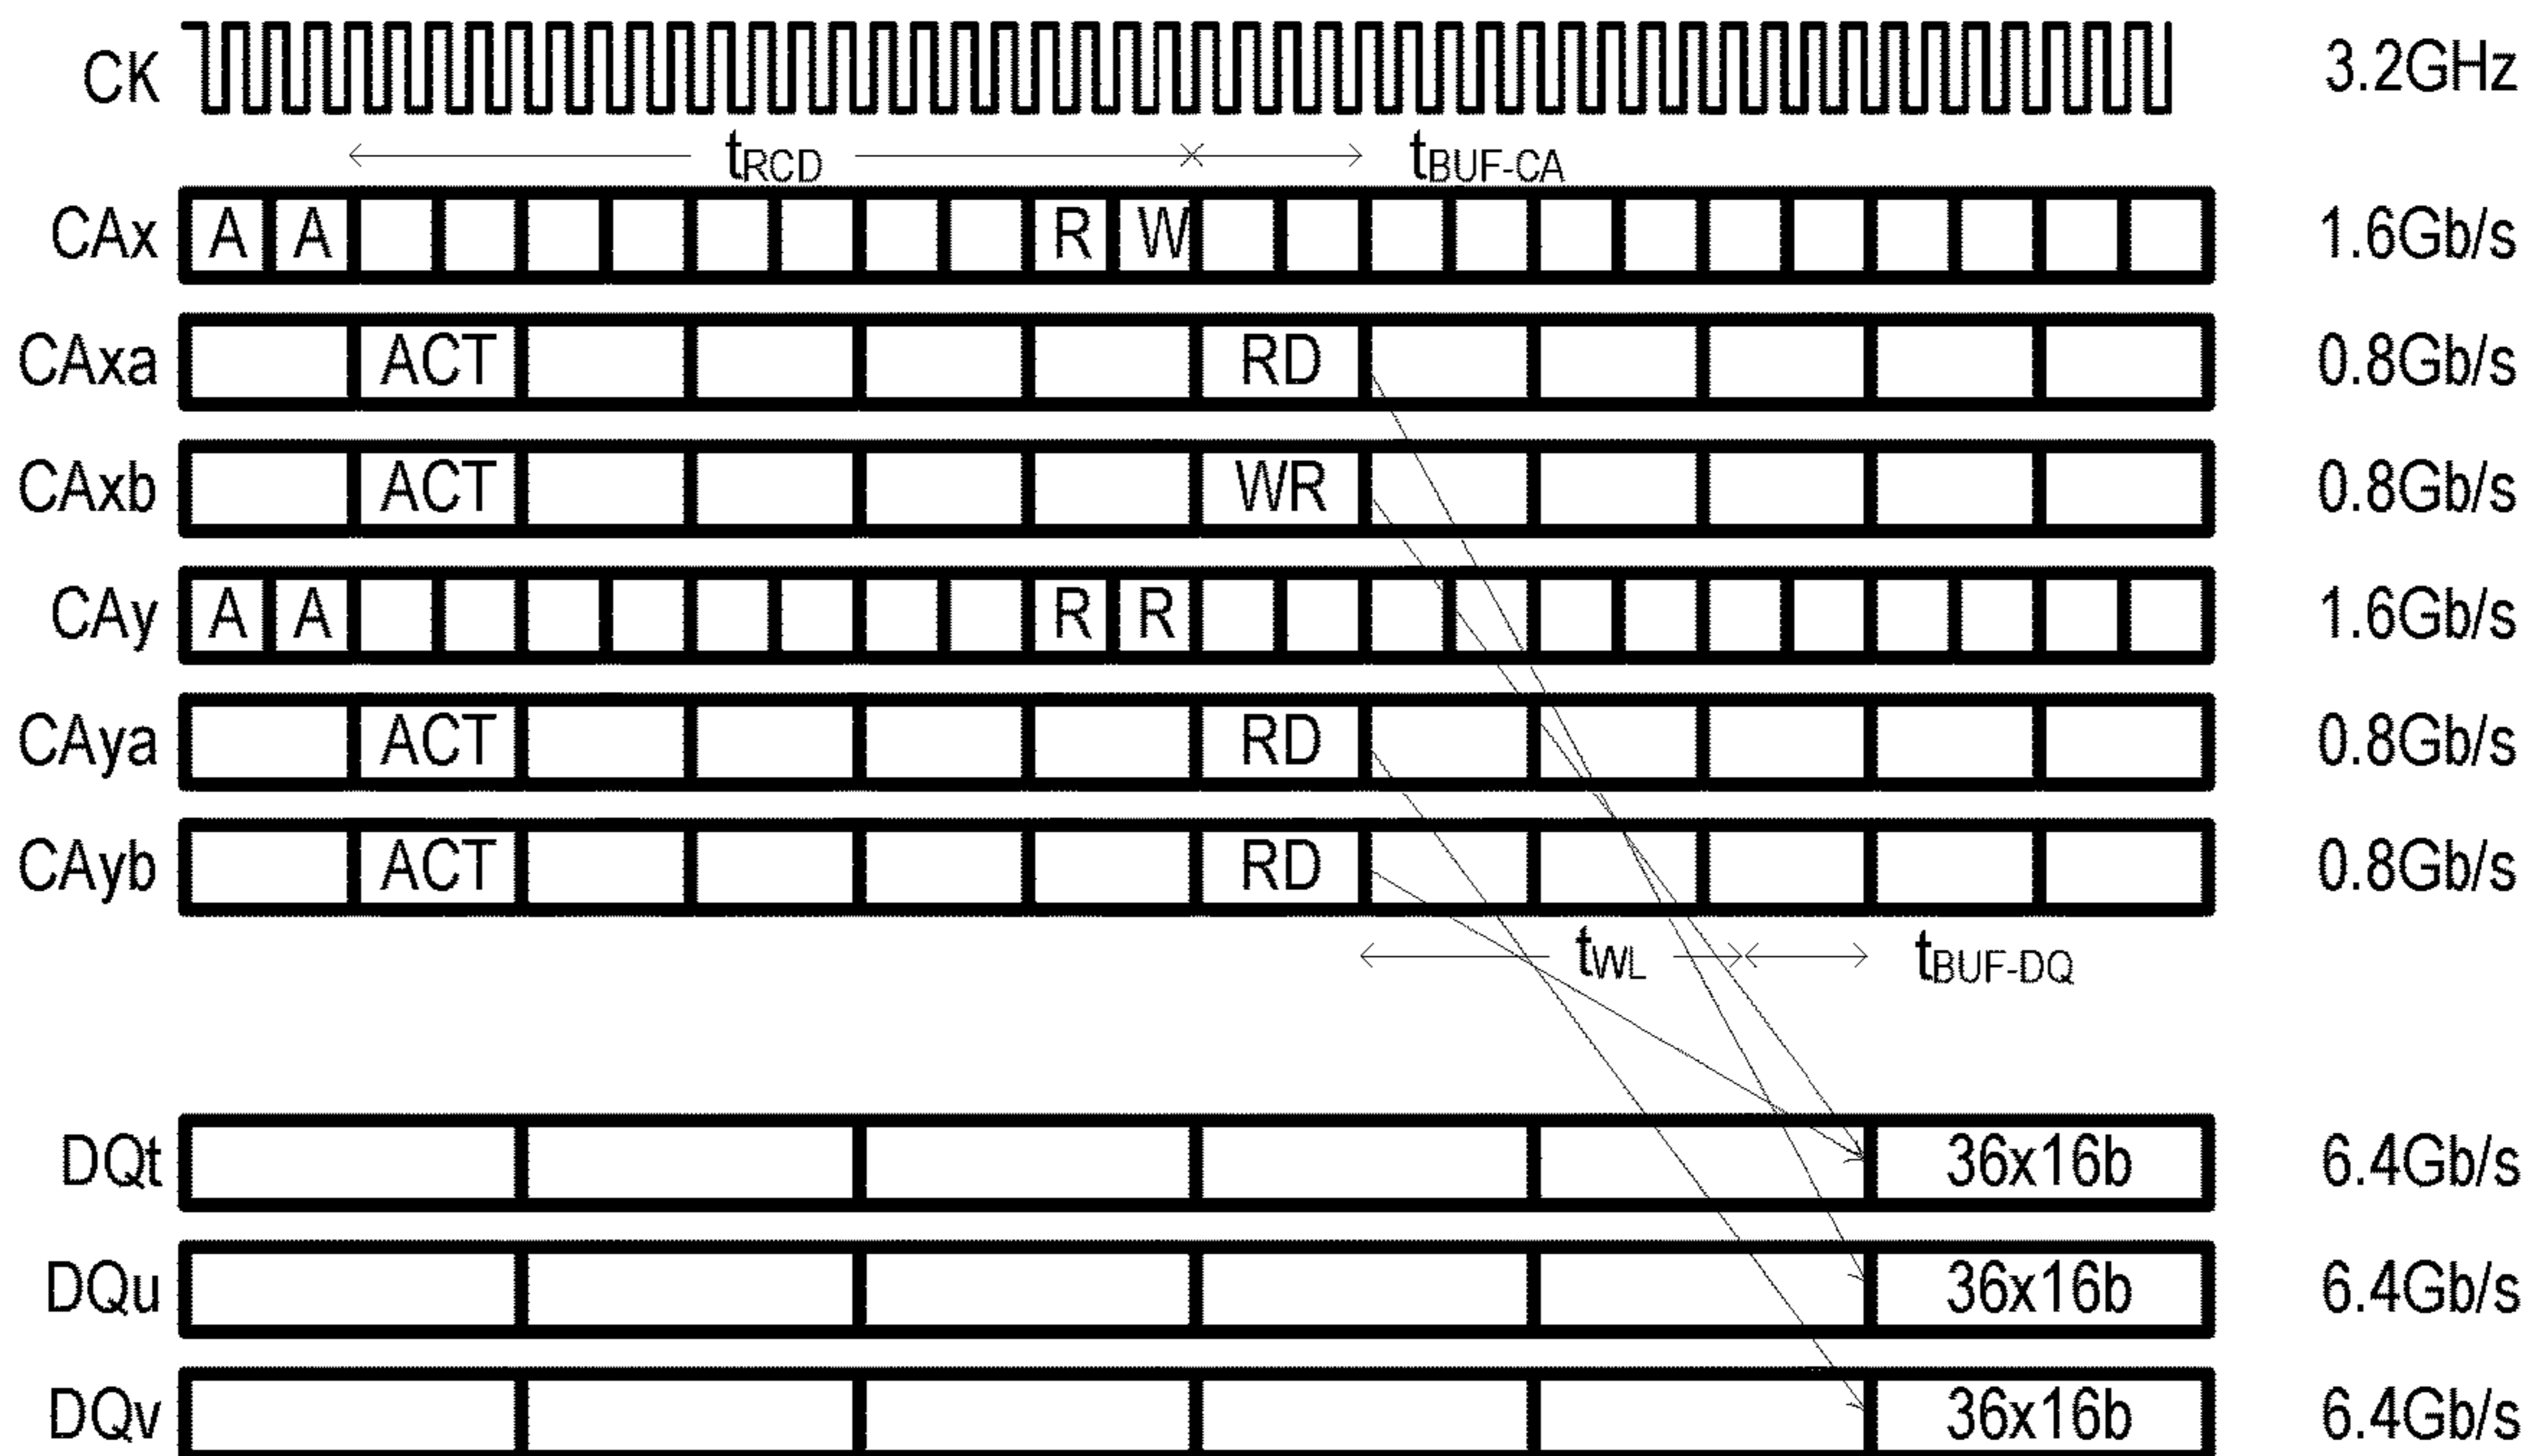 CK 3.2GHz
tRCD tBUF-CA
CAx A A R W 1.6Gb/s
CAxa ACT RD 0.8Gb/s
CAxb ACT WR 0.8Gb/s
CAy A A R R 1.6Gb/s
CAya ACT RD 0.8Gb/s
CAyb ACT RD 0.8Gb/s
tWL tBUF-DQ
DQt 36x16b 6.4Gb/s
DQu 36x16b 6.4Gb/s
DQv 36x16b 6.4Gb/s